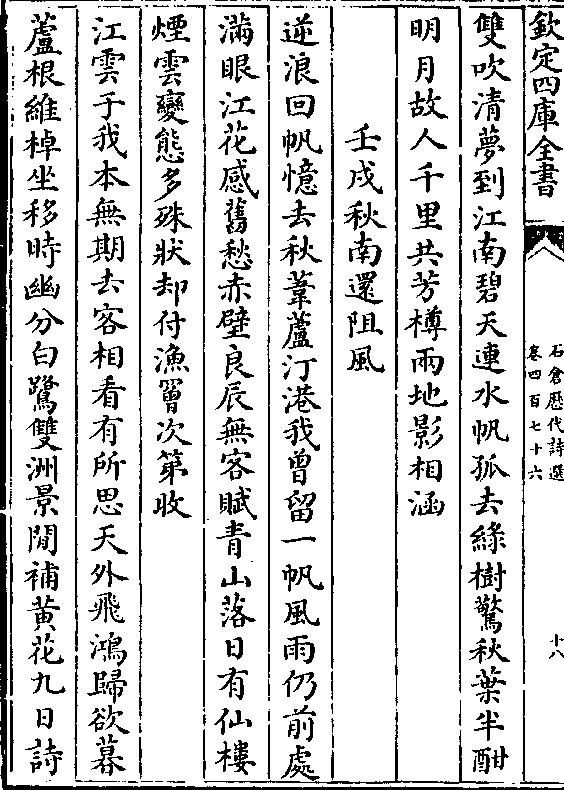 欽定四庫全書
石倉歷代詩選
卷四百七十六
十八
雙吹清夢到江南碧天連水帆孤去綠樹驚秋葉半酣
明月故人千里共芳樽兩地影相涵
壬戌秋南還阻風
逆浪回帆憶去秋葦蘆汀港我曾留一帆風雨仍前處
滿眼江花感舊愁赤壁良辰無客賦青山落日有仙樓
煙雲變態多殊狀却付漁罾次第收
江雲于我本無期去客相看有所思天外飛鴻歸欲暮
蘆根維棹坐移時幽分白鷺雙洲景閒補黄花九日詩